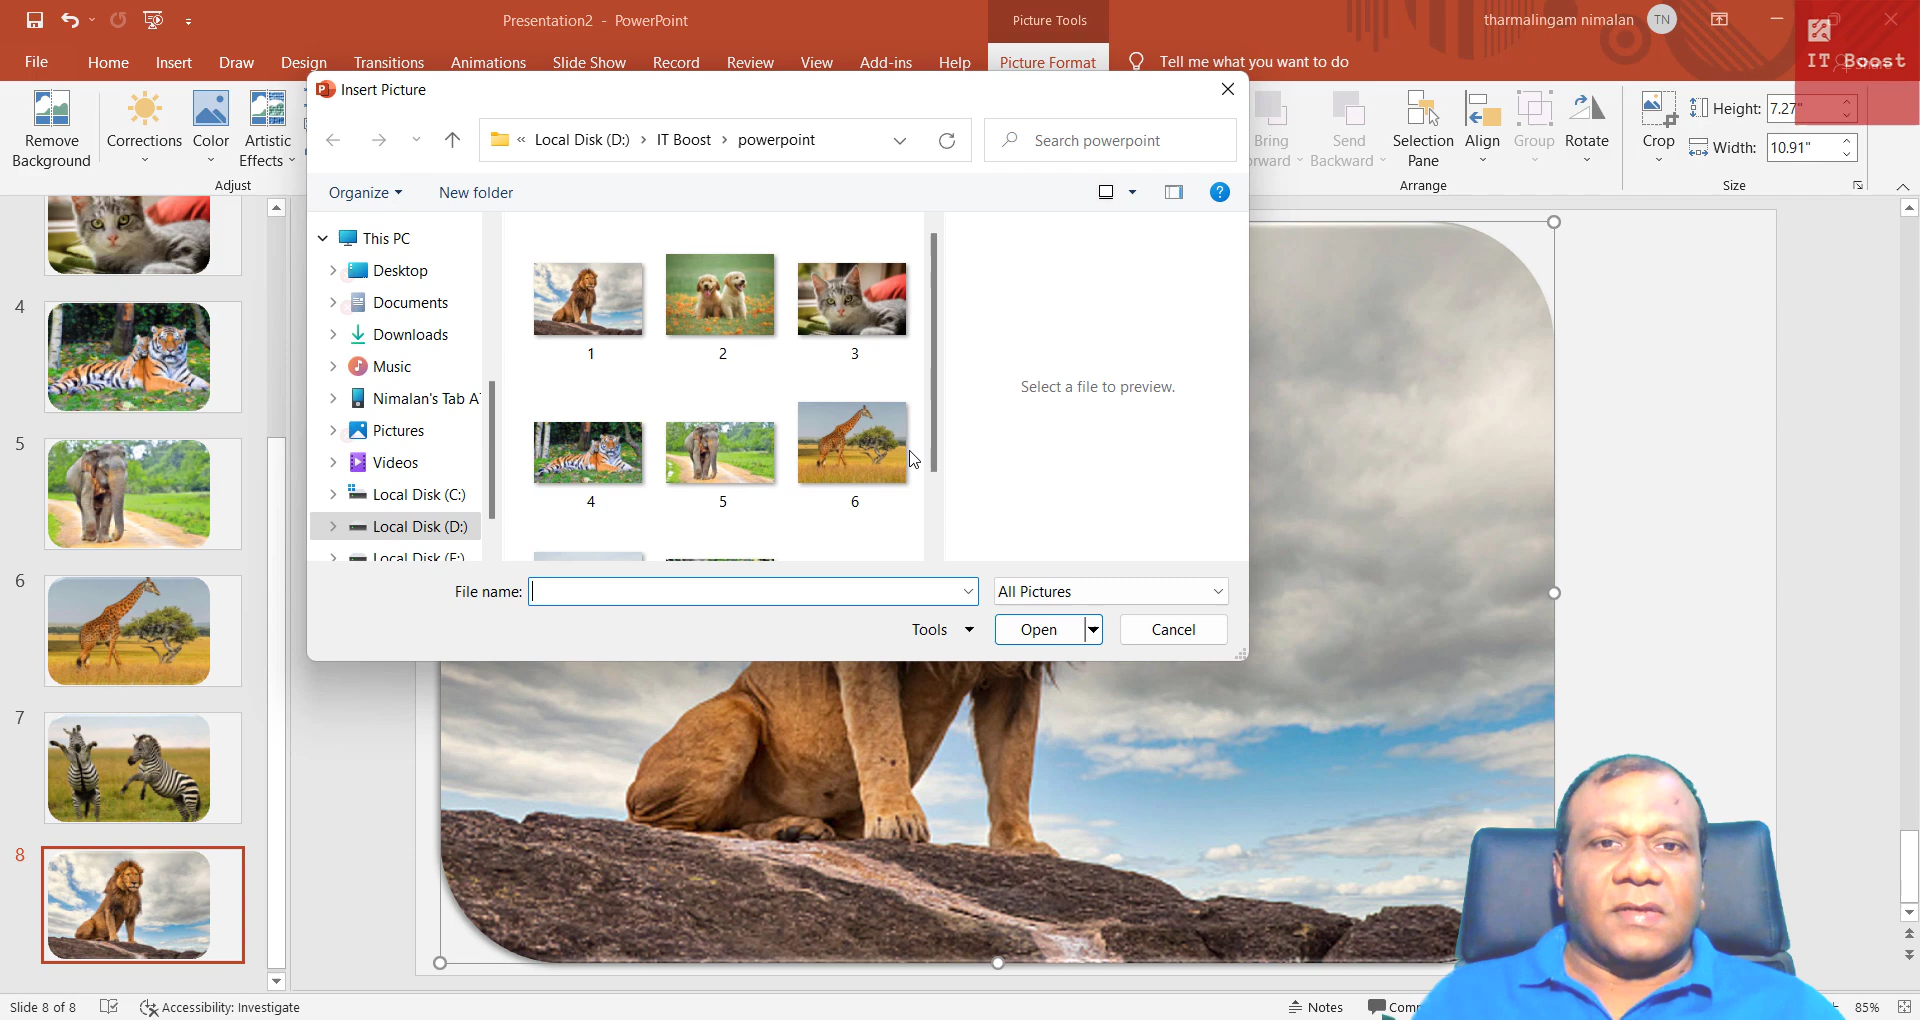 Presentation2 - PowerPoint
Picture Tools
tharmalingam nimalan
TN
IT Boost
File
Home
Insert
Draw
Design
Transitions
Animations
Slide Show
Record
Review
View
Add-ins
Help
Picture Format
Tell me what you want to do
Remove
Background
Corrections
Color
Artistic
Effects
Adjust
Insert Picture
« Local Disk (D:) > IT Boost > powerpoint
Search powerpoint
Organize
New folder
This PC
Desktop
Documents
Downloads
Music
Nimalan's Tab A
Pictures
Videos
Local Disk (C:)
Local Disk (D:)
Local Disk (E:)
1
2
3
4
5
6
Select a file to preview.
File name:
All Pictures
Tools
Open
Cancel
Bring
orward
Send
Backward
Selection
Pane
Align
Group
Rotate
Arrange
Crop
Height:
7.27"
Width:
10.91"
Size
4
5
6
7
8
Slide 8 of 8
Accessibility: Investigate
Notes
Comm
85%